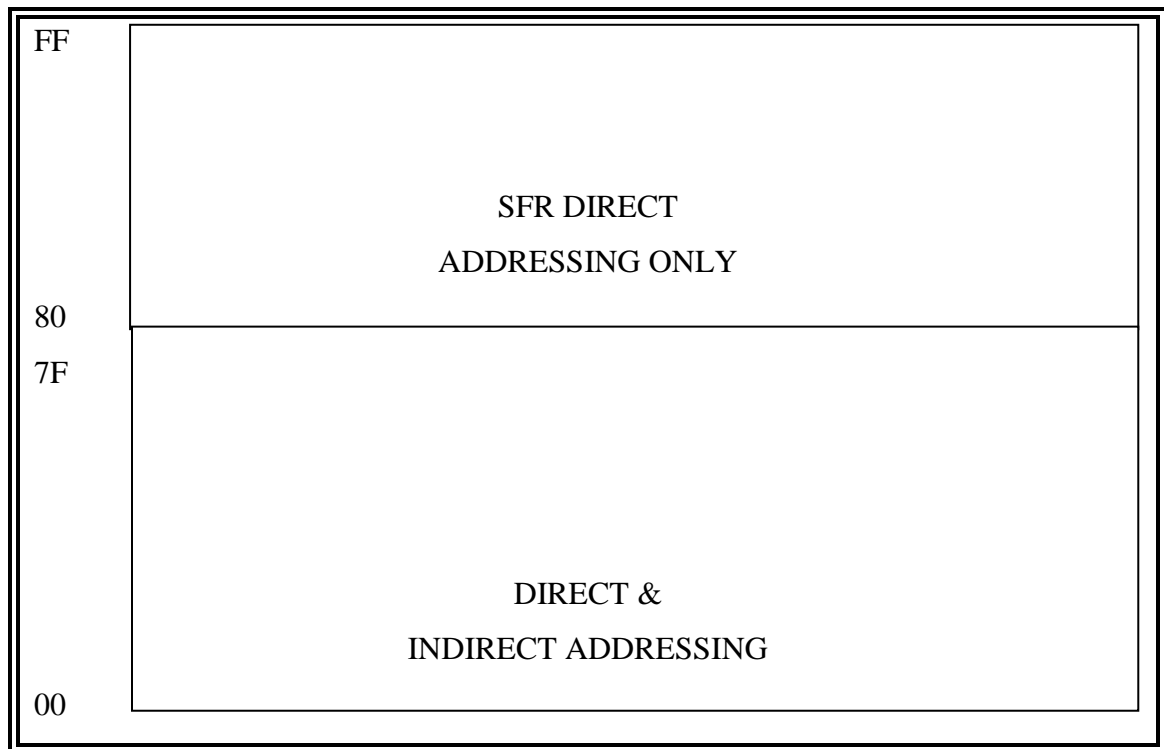 FF
SFR DIRECT
ADDRESSING ONLY
80
7F
DIRECT &
INDIRECT ADDRESSING
00